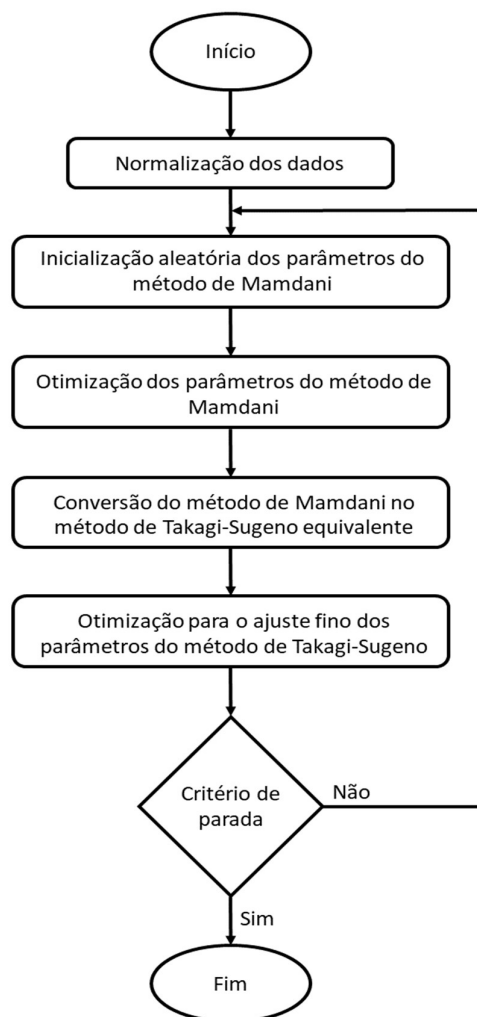 Início
Normalização dos dados
Inicialização aleatória dos parâmetros do
método de Mamdani
Otimização dos parâmetros do método de
Mamdani
Conversão do método de Mamdani no
método de Takagi-Sugeno equivalente
Otimização para o ajuste fino dos
parâmetros do método de Takagi-Sugeno
Critério de
parada
Não
Sim
Fim